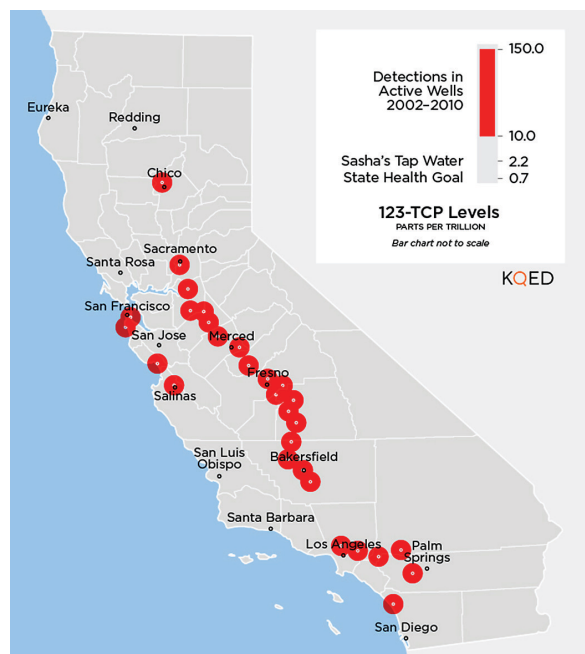 150.0
Detections in
Active Wells
2002–2010
10.0
Sasha's Tap Water
2.2
State Health Goal
0.7
123-TCP Levels
PARTS PER TRILLION
Bar chart not to scale
KQED
Eureka
Redding
Chico
Sacramento
Santa Rosa
San Francisco
San Jose
Merced
Fresno
Salinas
San Luis
Obispo
Bakersfield
Santa Barbara
Los Angeles
Palm
Springs
San Diego